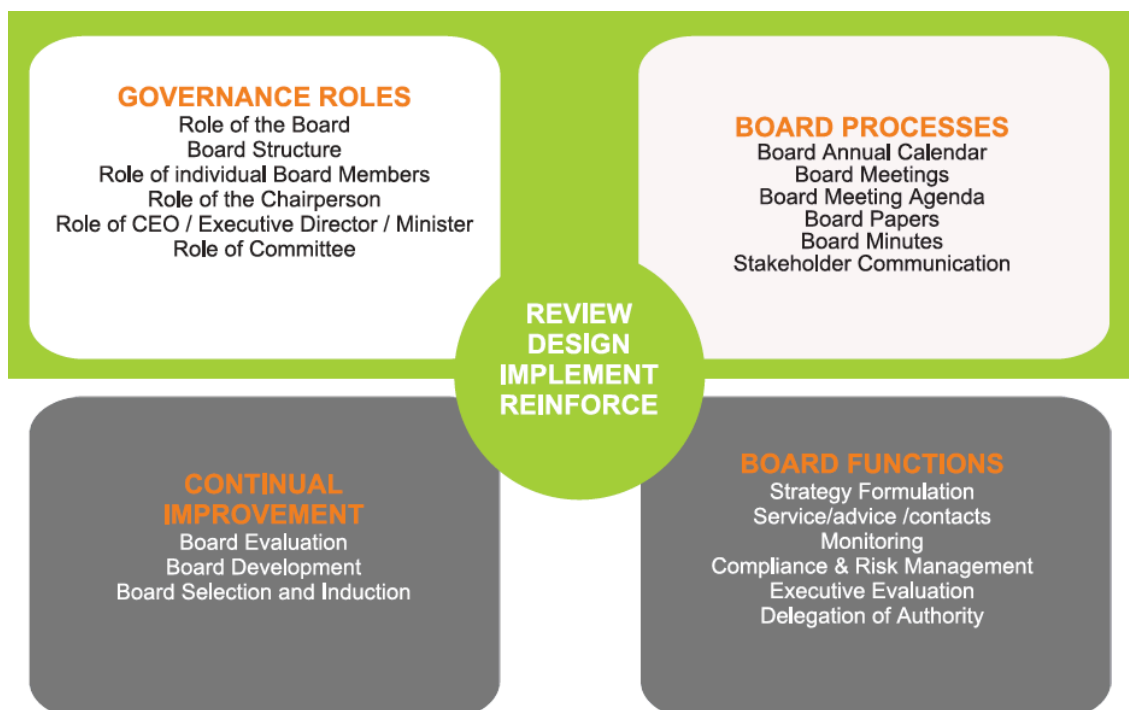 GOVERNANCE ROLES
Role of the Board
Board Structure
Role of individual Board Members
Role of the Chairperson
Role of CEO / Executive Director / Minister
Role of Committee
BOARD PROCESSES
Board Annual Calendar
Board Meetings
Board Meeting Agenda
Board Papers
Board Minutes
Stakeholder Communication
REVIEW
DESIGN
IMPLEMENT
REINFORCE
CONTINUAL
IMPROVEMENT
Board Evaluation
Board Development
Board Selection and Induction
BOARD FUNCTIONS
Strategy Formulation
Service/advice /contacts
Monitoring
Compliance & Risk Management
Executive Evaluation
Delegation of Authority